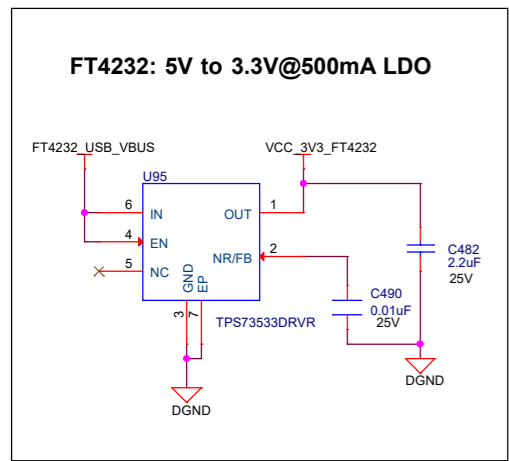 FT4232: 5V to 3.3V@500mA LDO
FT4232_USB_VBUS
VCC_3V3_FT4232
U95
6
IN
OUT
1
4
EN
NR/FB
2
5
NC
GND
EP
3
7
TPS73533DRVR
C482
2.2uF
25V
C490
0.01uF
25V
DGND
DGND